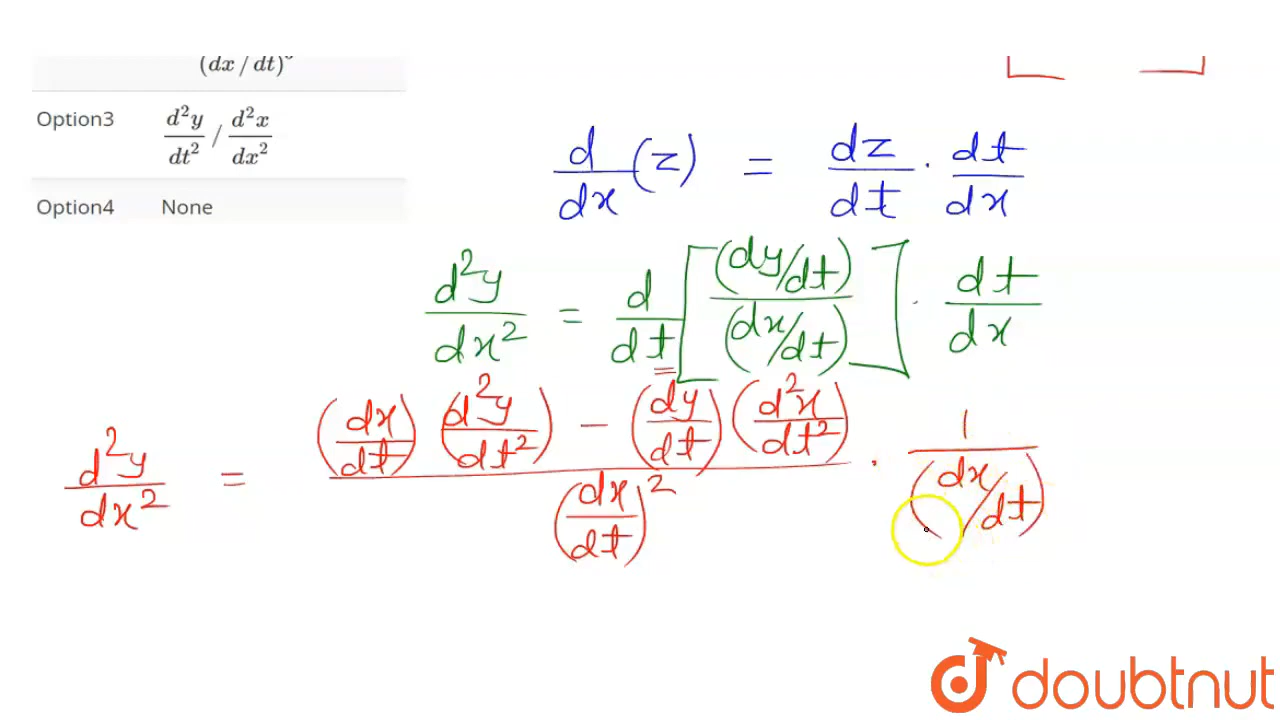 (dx / dt)
Option3 d²y/dt² / d²x/dx²
Option4 None
d/dx (z) = dz/dt · dt/dx
d²y/dx² = d/dt [(dy/dt)/(dx/dt)] · dt/dx
d²y/dx² = ((dx/dt) (d²y/dt²) − (dy/dt) (d²x/dt²))/(dx/dt)² · 1/(dx/dt)
doubtnut